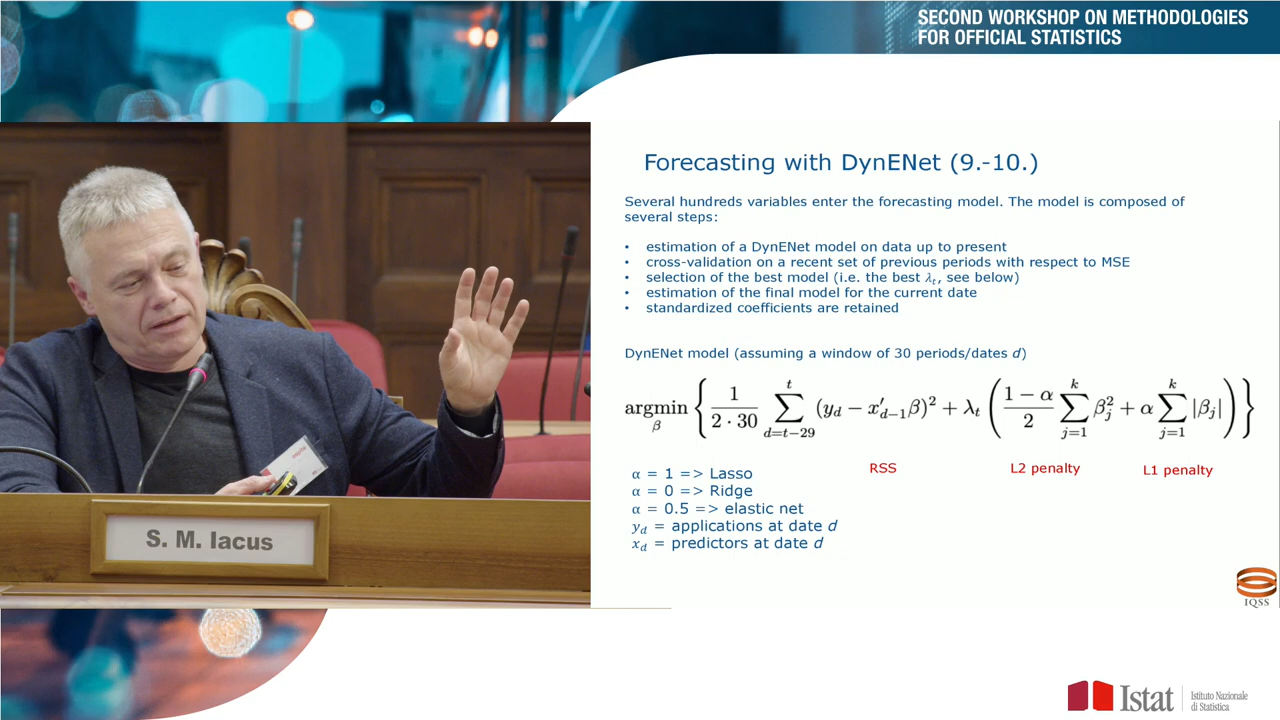 SECOND WORKSHOP ON METHODOLOGIES
FOR OFFICIAL STATISTICS
Forecasting with DynENet (9.-10.)
Several hundreds variables enter the forecasting model. The model is composed of
several steps:
• estimation of a DynENet model on data up to present
• cross-validation on a recent set of previous periods with respect to MSE
• selection of the best model (i.e. the best λₜ, see below)
• estimation of the final model for the current date
• standardized coefficients are retained
DynENet model (assuming a window of 30 periods/dates d)
argmin_β { 1/(2·30) ∑_{d=t−29}^{t} (y_d − x′_{d−1}β)² + λ_t ( (1−α)/2 ∑_{j=1}^{k} β_j² + α ∑_{j=1}^{k} |β_j| ) }
RSS L2 penalty L1 penalty
α = 1 => Lasso
α = 0 => Ridge
α = 0.5 => elastic net
y_d = applications at date d
x_d = predictors at date d
S. M. Iacus
IQSS
Istat
Istituto Nazionale
di Statistica